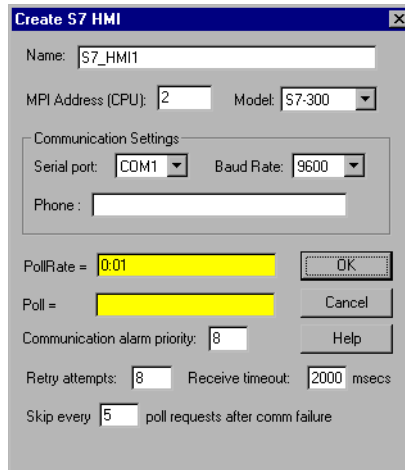 Create S7 HMI
Name: S7_HMI1
MPI Address (CPU): 2 Model: S7-300
Communication Settings
Serial port: COM1 Baud Rate: 9600
Phone :
PollRate = 0:01 OK
Poll = Cancel
Communication alarm priority: 8 Help
Retry attempts: 8 Receive timeout: 2000 msecs
Skip every 5 poll requests after comm failure